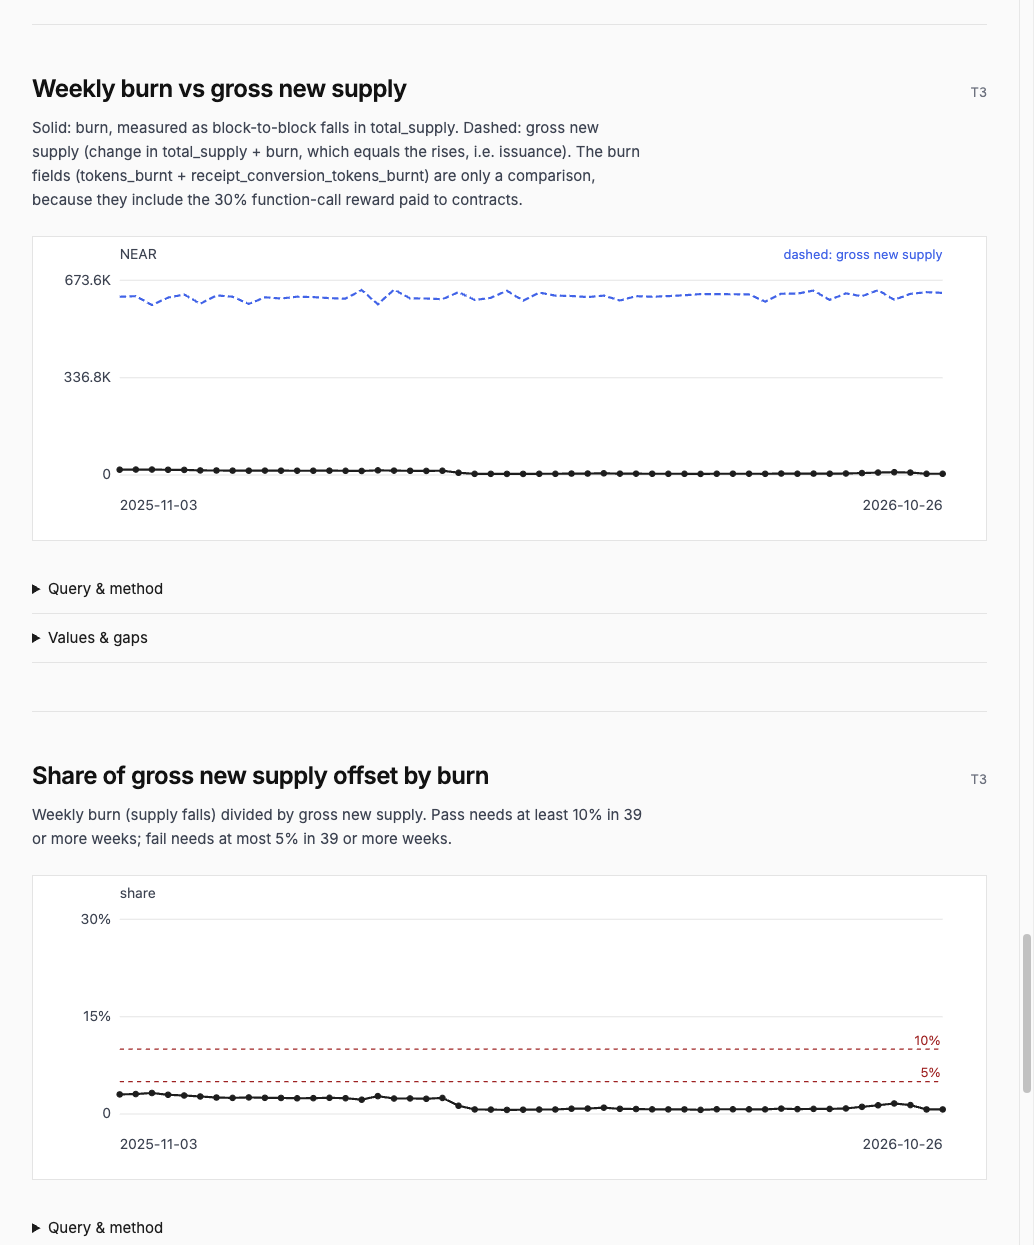 Weekly burn vs gross new supply
T3
Solid: burn, measured as block-to-block falls in total_supply. Dashed: gross new
supply (change in total_supply + burn, which equals the rises, i.e. issuance). The burn
fields (tokens_burnt + receipt_conversion_tokens_burnt) are only a comparison,
because they include the 30% function-call reward paid to contracts.
NEAR
dashed: gross new supply
673.6K
336.8K
0
2025-11-03
2026-10-26
Query & method
Values & gaps
Share of gross new supply offset by burn
T3
Weekly burn (supply falls) divided by gross new supply. Pass needs at least 10% in 39
or more weeks; fail needs at most 5% in 39 or more weeks.
share
30%
15%
10%
5%
0
2025-11-03
2026-10-26
Query & method